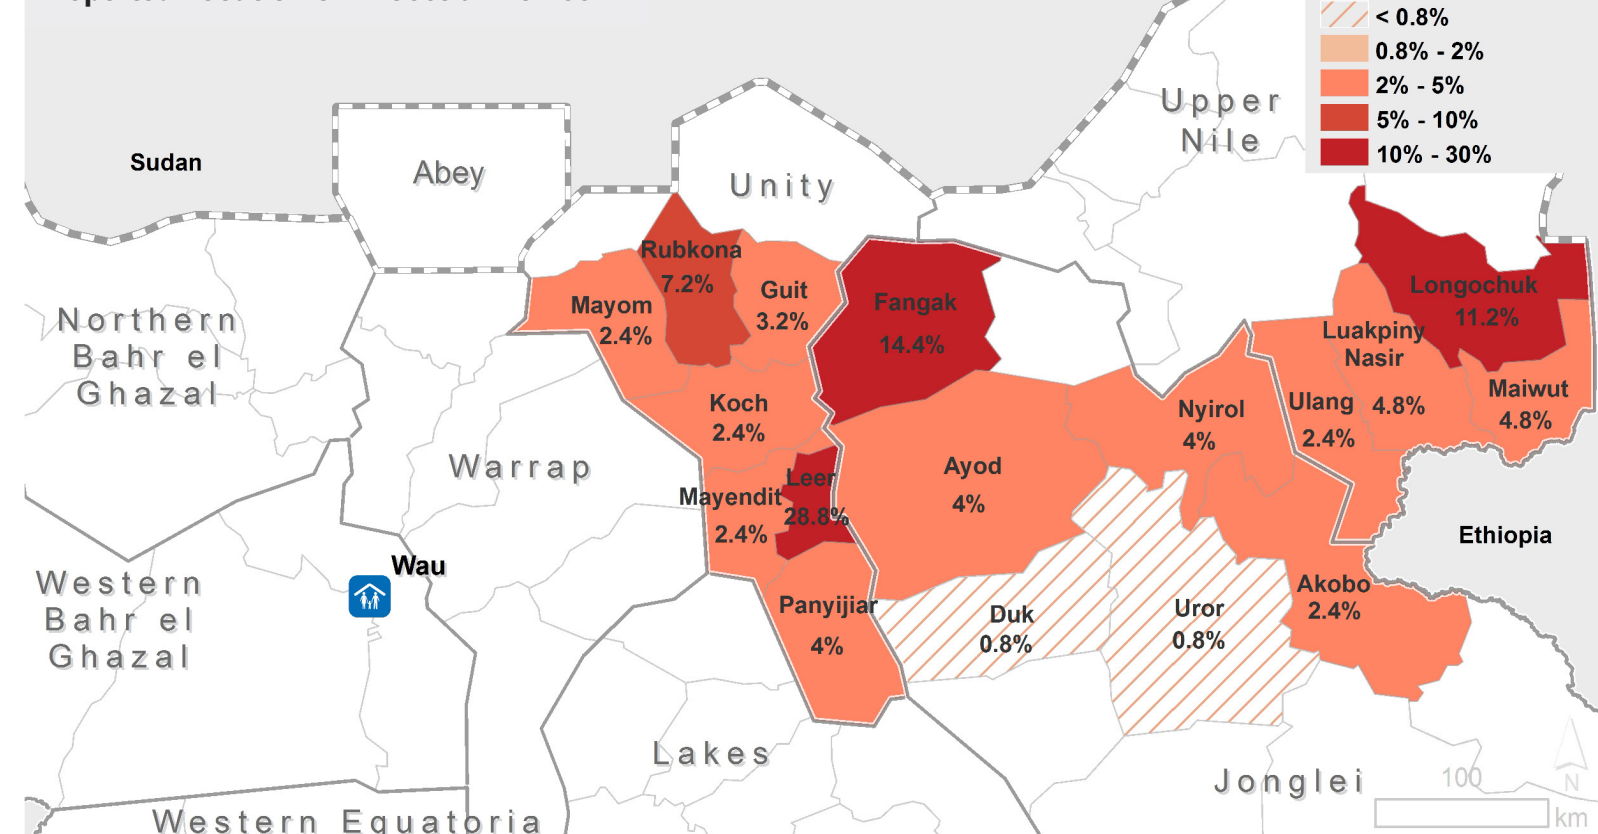 < 0.8%
0.8% - 2%
2% - 5%
5% - 10%
10% - 30%
Upper
Nile
Sudan
Abey
Unity
Rubkona
7.2%
Guit
3.2%
Mayom
2.4%
Fangak
14.4%
Longochuk
11.2%
Luakpiny
Nasir
4.8%
Maiwut
4.8%
Ulang
2.4%
Nyirol
4%
Northern
Bahr el
Ghazal
Koch
2.4%
Warrap
Ayod
4%
Leer
28.8%
Mayendit
2.4%
Ethiopia
Wau
Western
Bahr el
Ghazal
Panyijiar
4%
Duk
0.8%
Uror
0.8%
Akobo
2.4%
Lakes
Jonglei
100
km
N
Western Equatoria